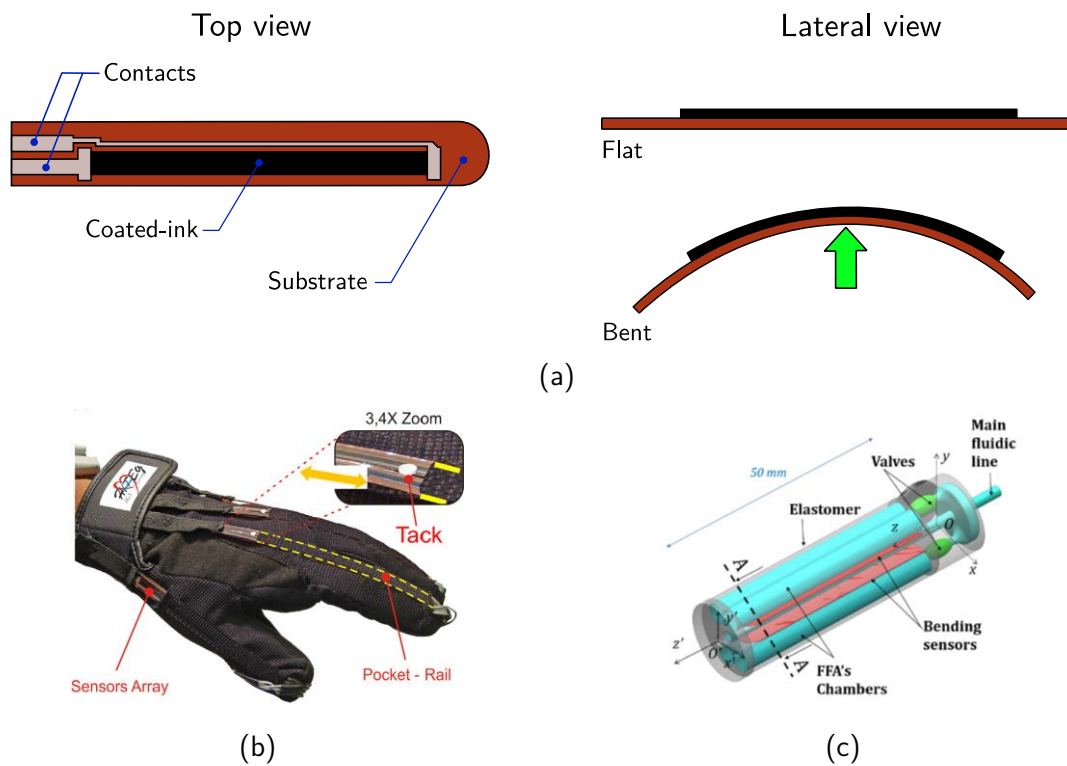 Top view
Lateral view
Contacts
Coated-ink
Substrate
Flat
Bent
(a)
3,4X Zoom
Tack
Sensors Array
Pocket - Rail
(b)
50 mm
Main
fluidic
line
Valves
y
Elastomer
z
O
x
A
y'
O'
x'
z'
A
Bending
sensors
FFA's
Chambers
(c)